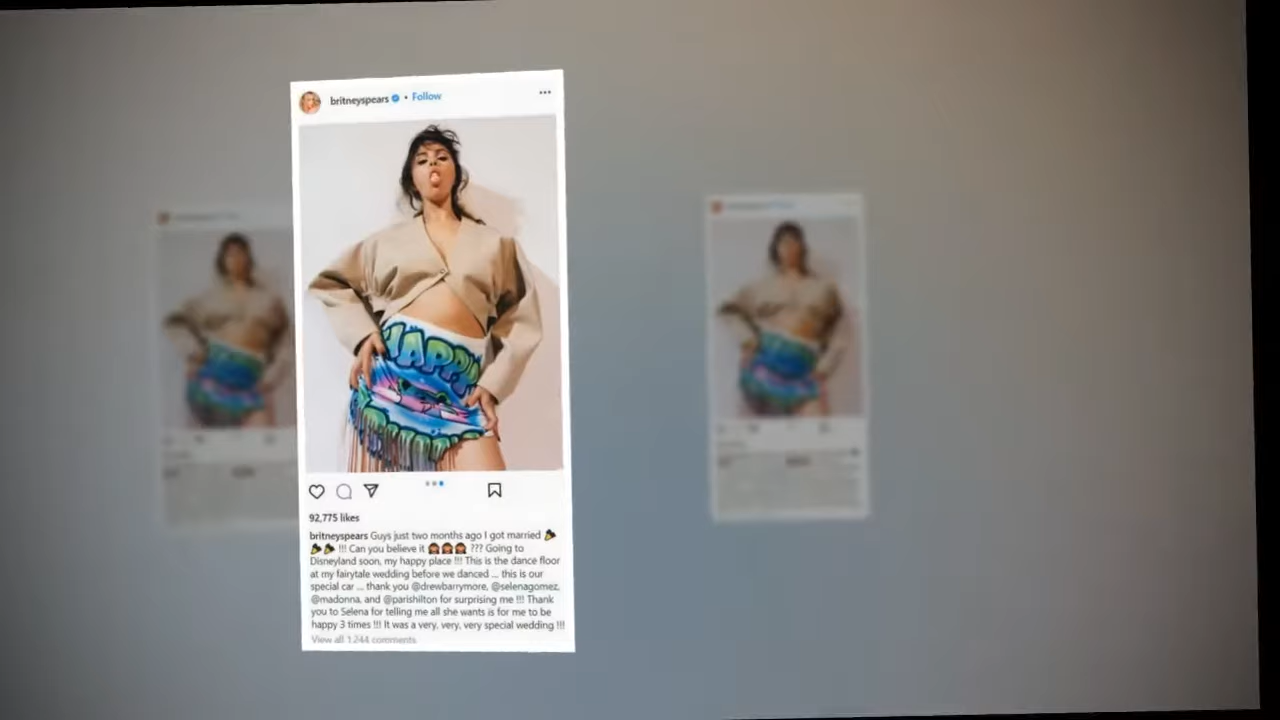 britneyspears • Follow
HAPPY
92,775 likes
britneyspears Guys just two months ago I got married
!!! Can you believe it ??? Going to
Disneyland soon, my happy place !!! This is the dance floor
at my fairytale wedding before we danced ... this is our
special car ... thank you @drewbarrymore, @selenagomez,
@madonna, and @parishilton for surprising me !!! Thank
you to Selena for telling me all she wants is for me to be
happy 3 times !!! It was a very, very, very special wedding !!!
View all 1244 comments